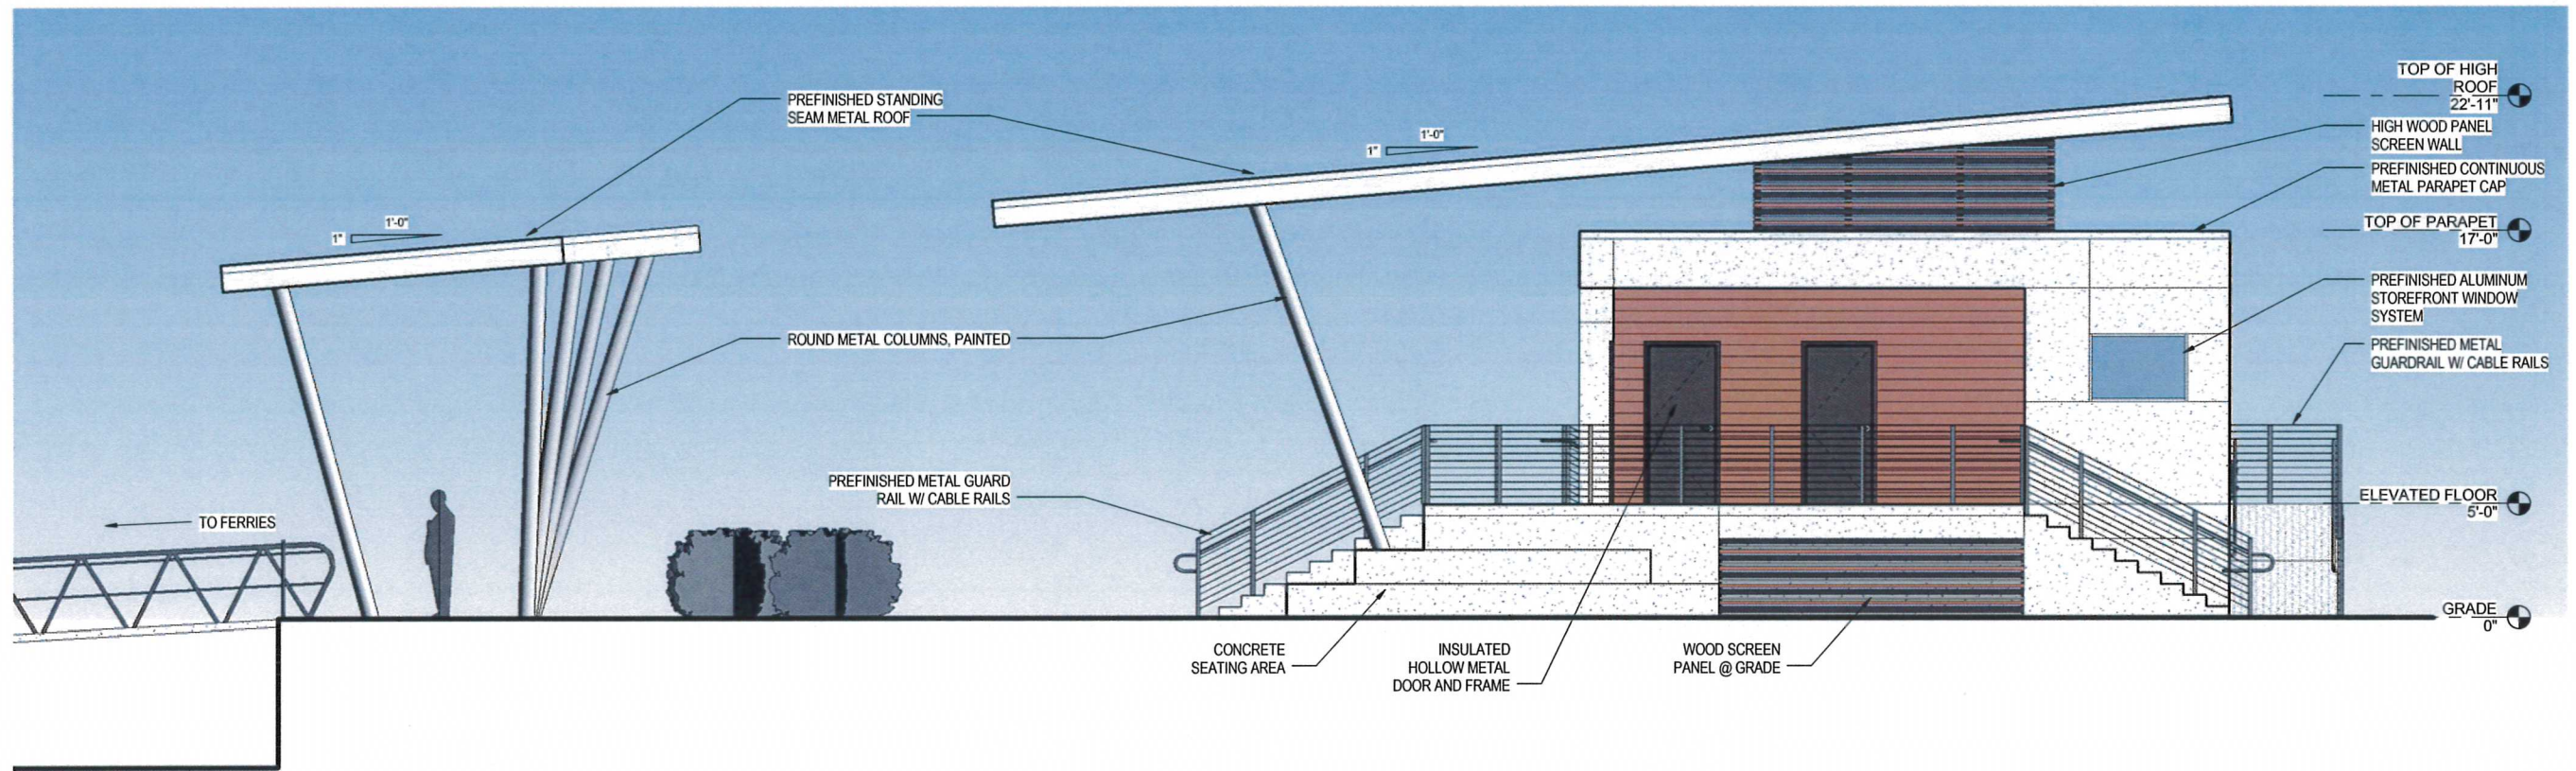 PREFINISHED STANDING
SEAM METAL ROOF
1'-0"
1"
1'-0"
1"
ROUND METAL COLUMNS, PAINTED
PREFINISHED METAL GUARD
RAIL W/ CABLE RAILS
TO FERRIES
TOP OF HIGH
ROOF
22'-11"
HIGH WOOD PANEL
SCREEN WALL
PREFINISHED CONTINUOUS
METAL PARAPET CAP
TOP OF PARAPET
17'-0"
PREFINISHED ALUMINUM
STOREFRONT WINDOW
SYSTEM
PREFINISHED METAL
GUARDRAIL W/ CABLE RAILS
ELEVATED FLOOR
5'-0"
GRADE
0"
CONCRETE
SEATING AREA
INSULATED
HOLLOW METAL
DOOR AND FRAME
WOOD SCREEN
PANEL @ GRADE